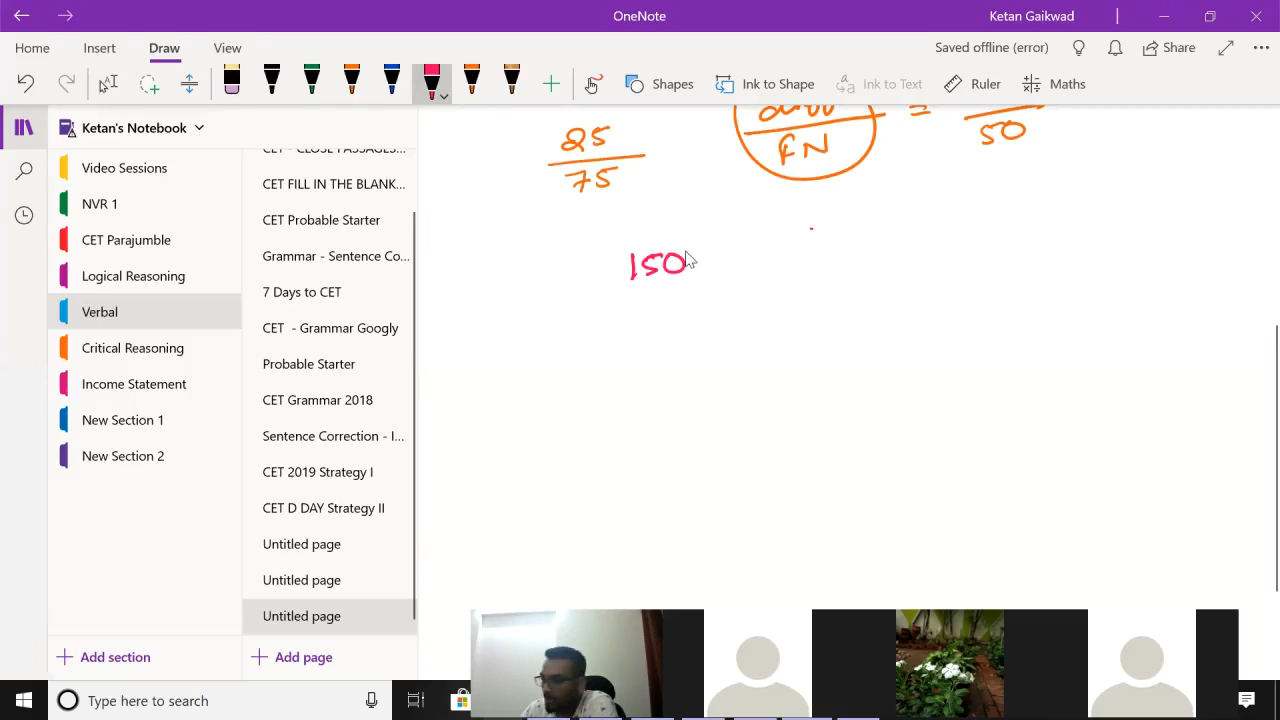 OneNote
Ketan Gaikwad
Home Insert Draw View
Saved offline (error)
Share
Shapes
Ink to Shape
Ink to Text
Ruler
Maths
Ketan's Notebook
Video Sessions
NVR 1
CET Parajumble
Logical Reasoning
Verbal
Critical Reasoning
Income Statement
New Section 1
New Section 2
Add section
CET - CLOSE PASSAGES...
CET FILL IN THE BLANK...
CET Probable Starter
Grammar - Sentence Co...
7 Days to CET
CET - Grammar Googly
Probable Starter
CET Grammar 2018
Sentence Correction - I...
CET 2019 Strategy I
CET D DAY Strategy II
Untitled page
Untitled page
Untitled page
Add page
25
75
FN
=
50
150
Type here to search